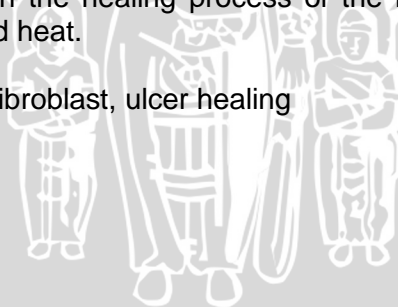 the healing process of the
d heat.
ibroblast, ulcer healing